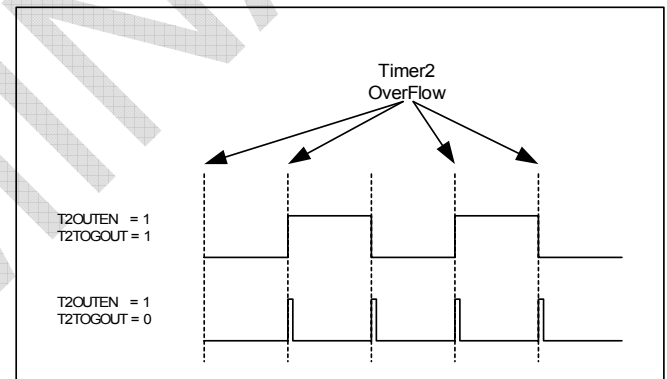 Timer2
OverFlow
T2OUTEN = 1
T2TOGOUT = 1
T2OUTEN = 1
T2TOGOUT = 0